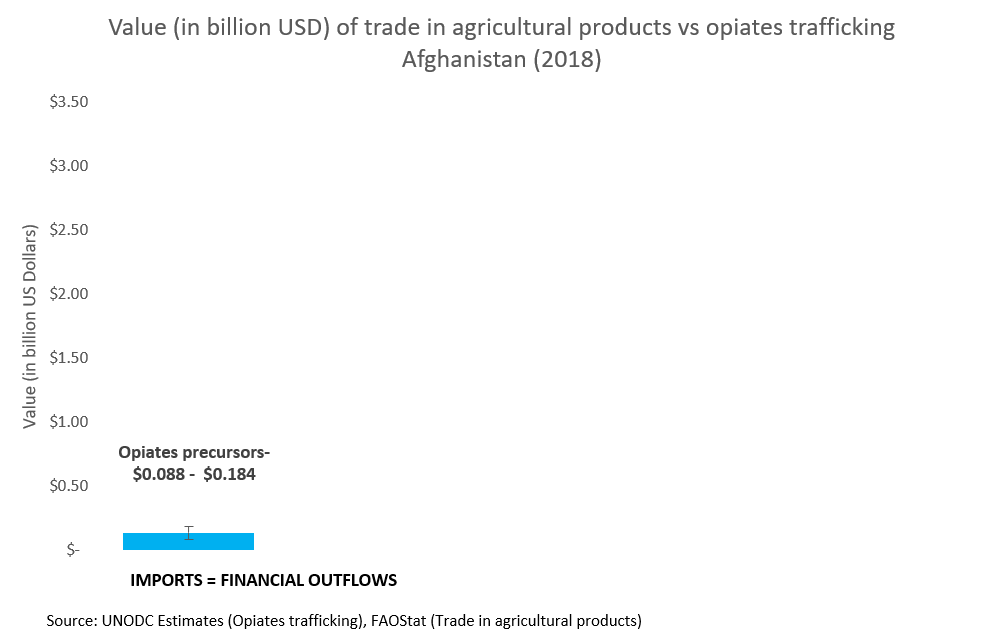 Value (in billion USD) of trade in agricultural products vs opiates trafficking
Afghanistan (2018)
$3.50
$3.00
$2.50
$2.00
$1.50
$1.00
$0.50
$-
Value (in billion US Dollars)
Opiates precursors-
$0.088 - $0.184
IMPORTS = FINANCIAL OUTFLOWS
Source: UNODC Estimates (Opiates trafficking), FAOStat (Trade in agricultural products)